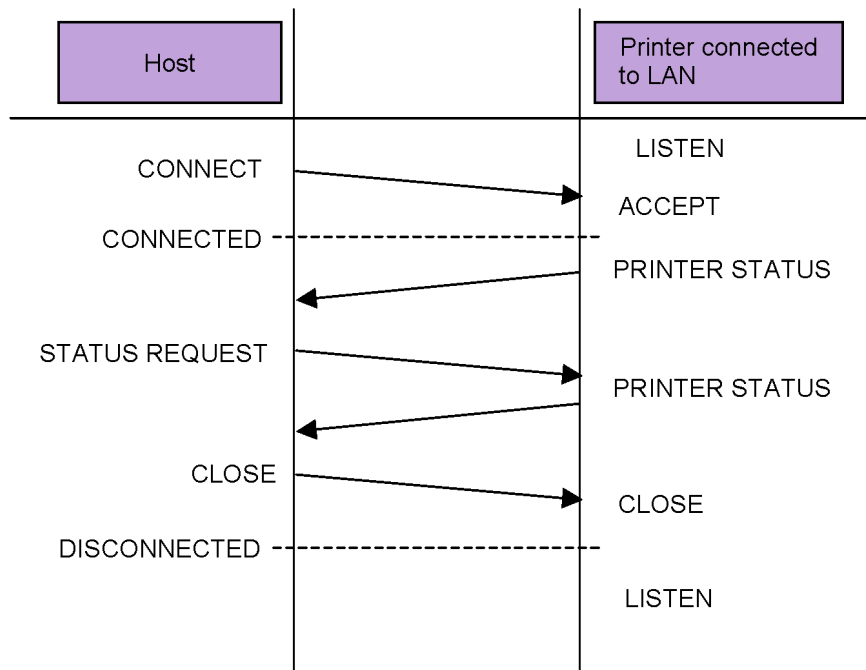 Host
Printer connected
to LAN
LISTEN
CONNECT
ACCEPT
CONNECTED
PRINTER STATUS
STATUS REQUEST
PRINTER STATUS
CLOSE
CLOSE
DISCONNECTED
LISTEN